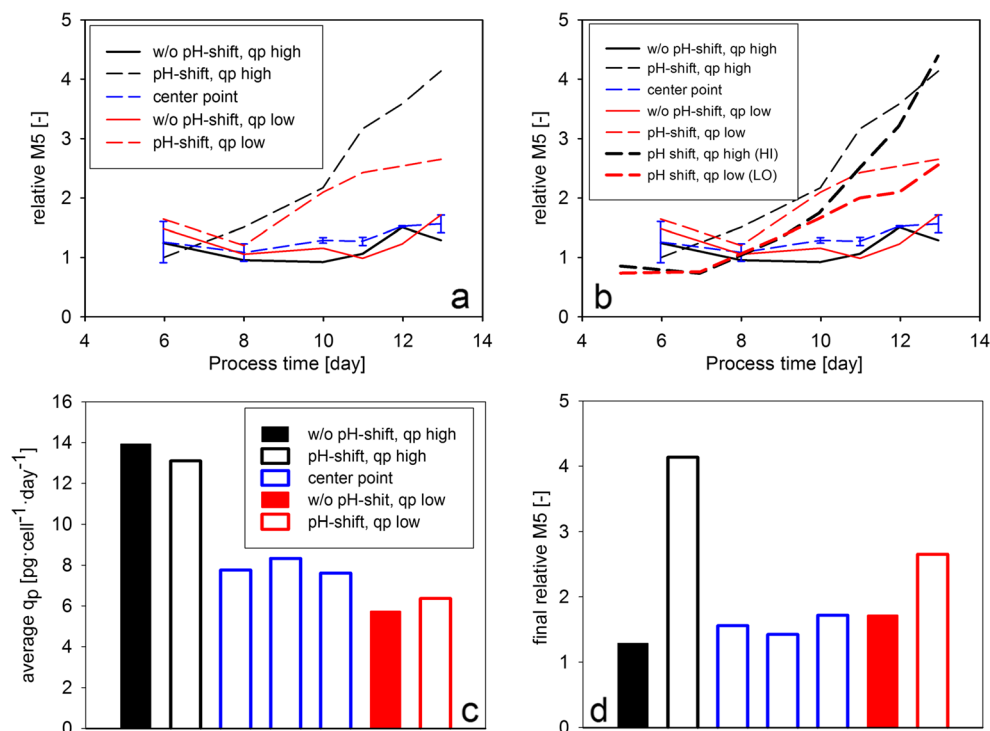 5
4
3
2
1
0
relative M5 [-]
w/o pH-shift, qp high
pH-shift, qp high
center point
w/o pH-shift, qp low
pH-shift, qp low
a
4 6 8 10 12 14
Process time [day]
5
4
3
2
1
0
relative M5 [-]
w/o pH-shift, qp high
pH-shift, qp high
center point
w/o pH-shift, qp low
pH-shift, qp low
pH shift, qp high (HI)
pH shift, qp low (LO)
b
4 6 8 10 12 14
Process time [day]
16
14
12
10
8
6
4
2
0
average qp [pg·cell⁻¹·day⁻¹]
w/o pH-shift, qp high
pH-shift, qp high
center point
w/o pH-shit, qp low
pH-shift, qp low
c
5
4
3
2
1
0
final relative M5 [-]
d